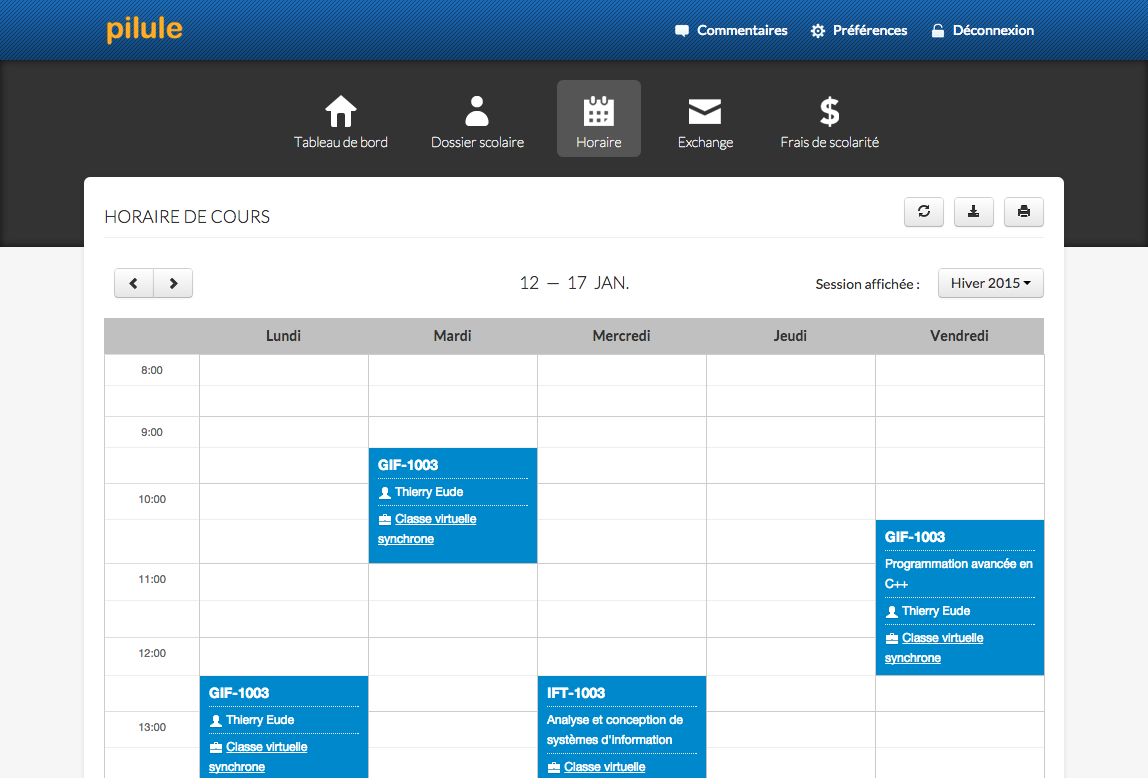 pilule
Commentaires
Préférences
Déconnexion
Tableau de bord
Dossier scolaire
Horaire
Exchange
$
Frais de scolarité
HORAIRE DE COURS
12 — 17 JAN.
Session affichée :
Hiver 2015
Lundi
Mardi
Mercredi
Jeudi
Vendredi
8:00
9:00
GIF-1003
Thierry Eude
Classe virtuelle
synchrone
10:00
GIF-1003
Programmation avancée en
C++
Thierry Eude
Classe virtuelle
synchrone
11:00
12:00
GIF-1003
Thierry Eude
Classe virtuelle
synchrone
IFT-1003
Analyse et conception de
systèmes d'information
Classe virtuelle
13:00